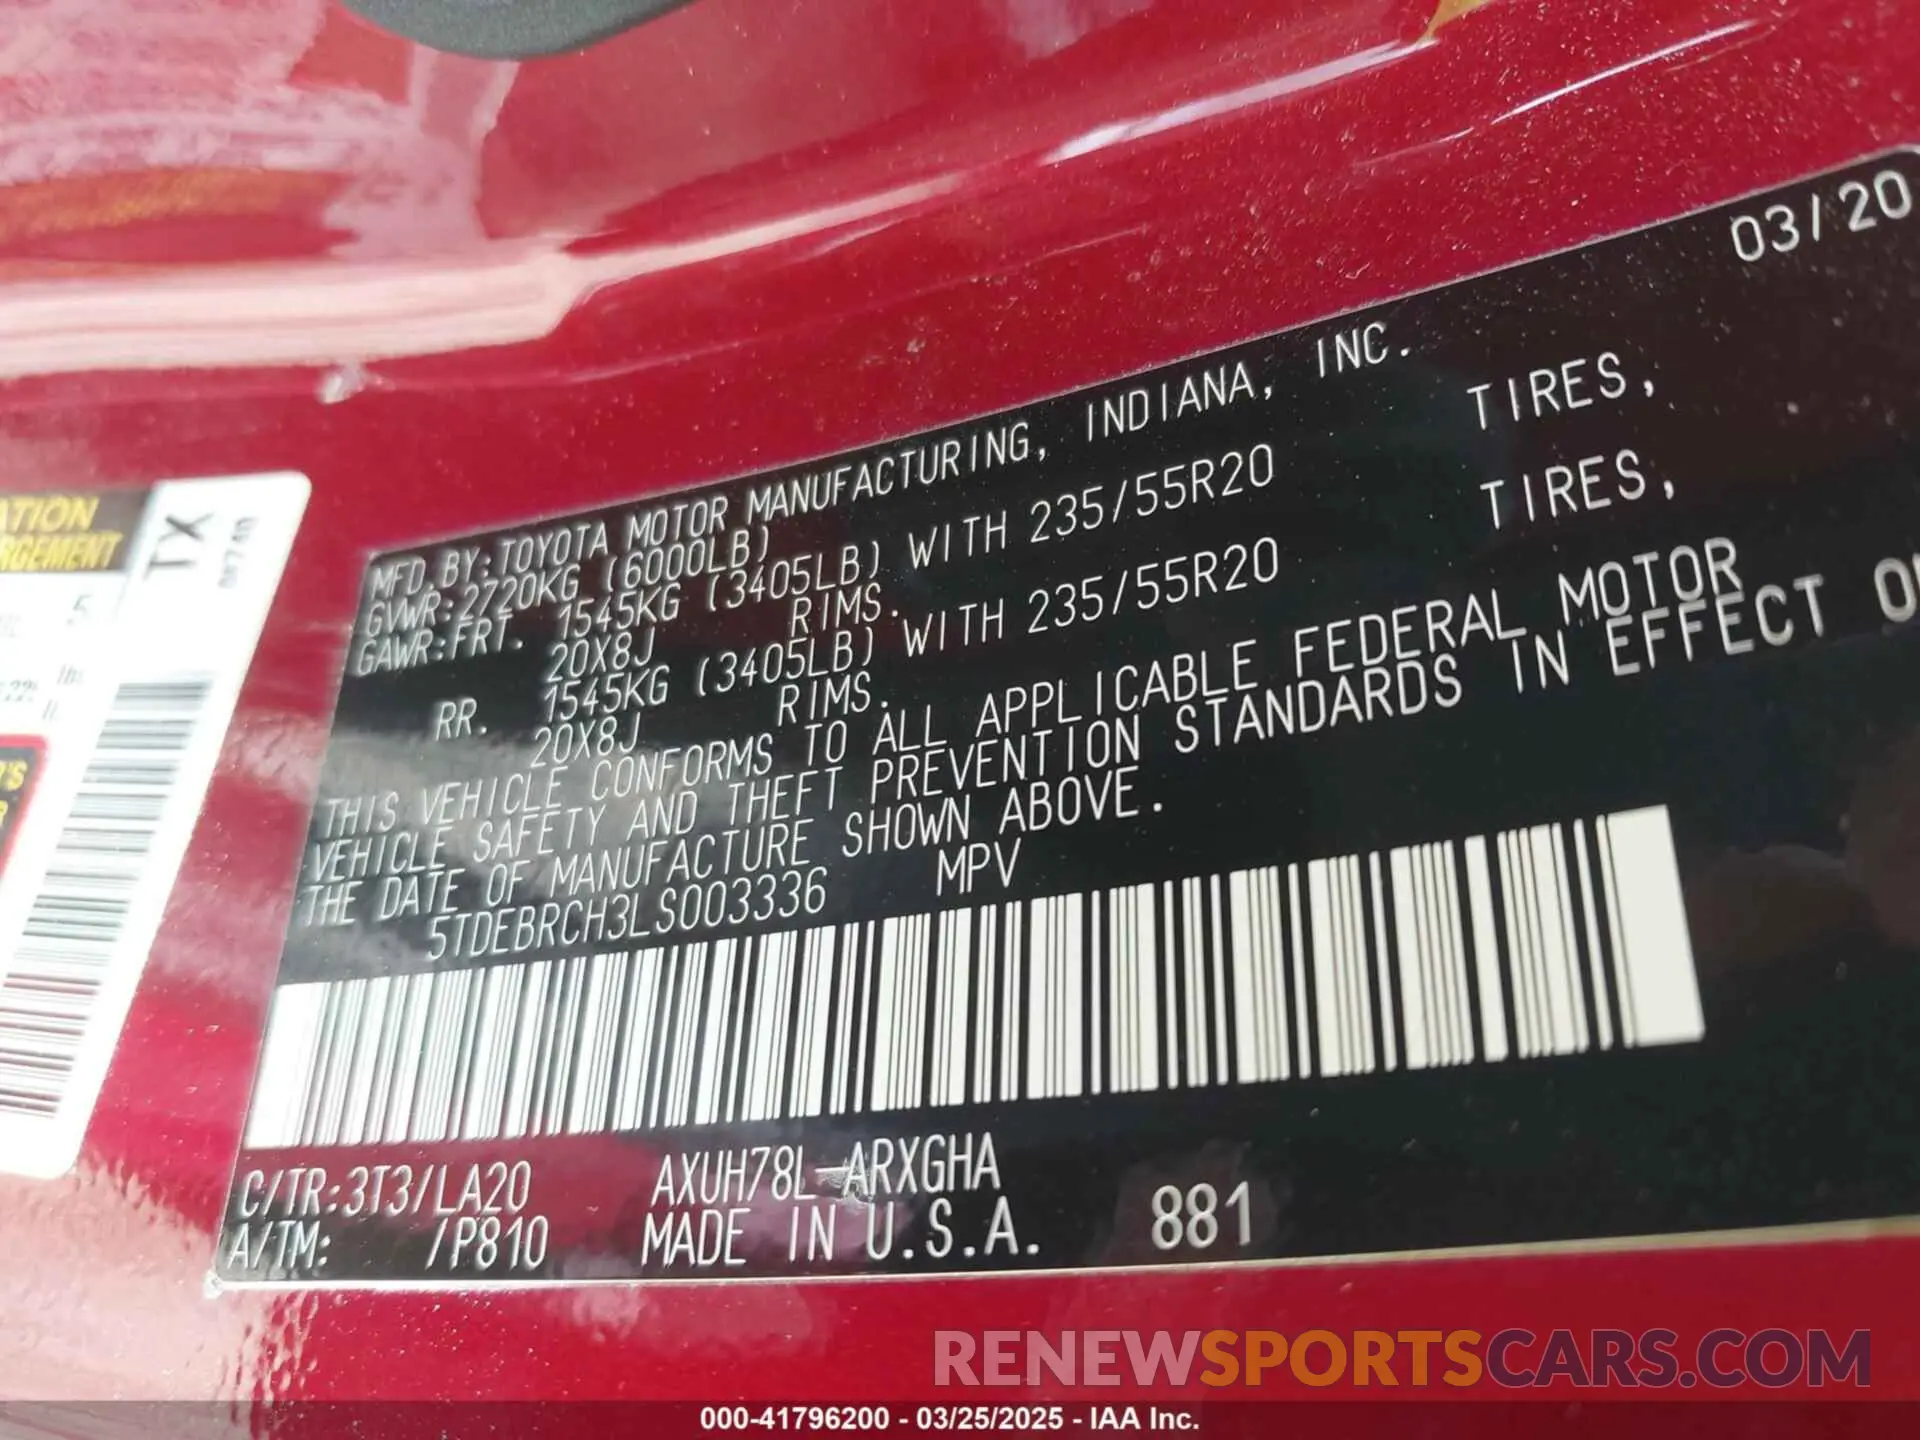 03/20
MFD.BY:TOYOTA MOTOR MANUFACTURING, INDIANA, INC.
GVWR:2720KG (6000LB)
GAWR:FRT. 1545KG (3405LB) WITH 235/55R20 TIRES,
20X8J RIMS.
RR. 1545KG (3405LB) WITH 235/55R20 TIRES,
20X8J RIMS.
THIS VEHICLE CONFORMS TO ALL APPLICABLE FEDERAL MOTOR
VEHICLE SAFETY AND THEFT PREVENTION STANDARDS IN EFFECT
THE DATE OF MANUFACTURE SHOWN ABOVE.
5TDEBRCH3LS003336 MPV
C/TR:3T3/LA20 AXUH78L-ARXGHA
A/TM: /P810 MADE IN U.S.A. 881
TX
5
lbs
RENEWSPORTSCARS.COM
000-41796200 - 03/25/2025 - IAA Inc.